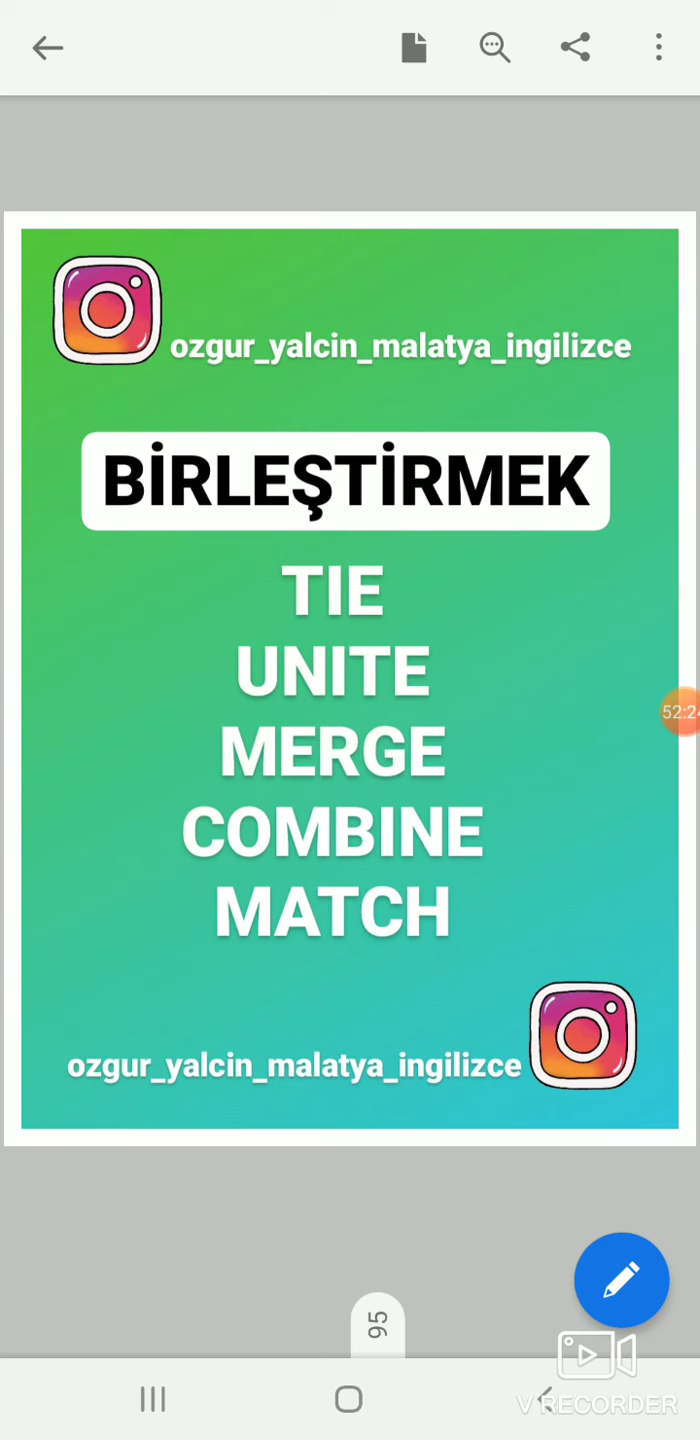 ozgur_yalcin_malatya_ingilizce
BİRLEŞTİRMEK
TIE
UNITE
MERGE
COMBINE
MATCH
ozgur_yalcin_malatya_ingilizce
95
V RECORDER